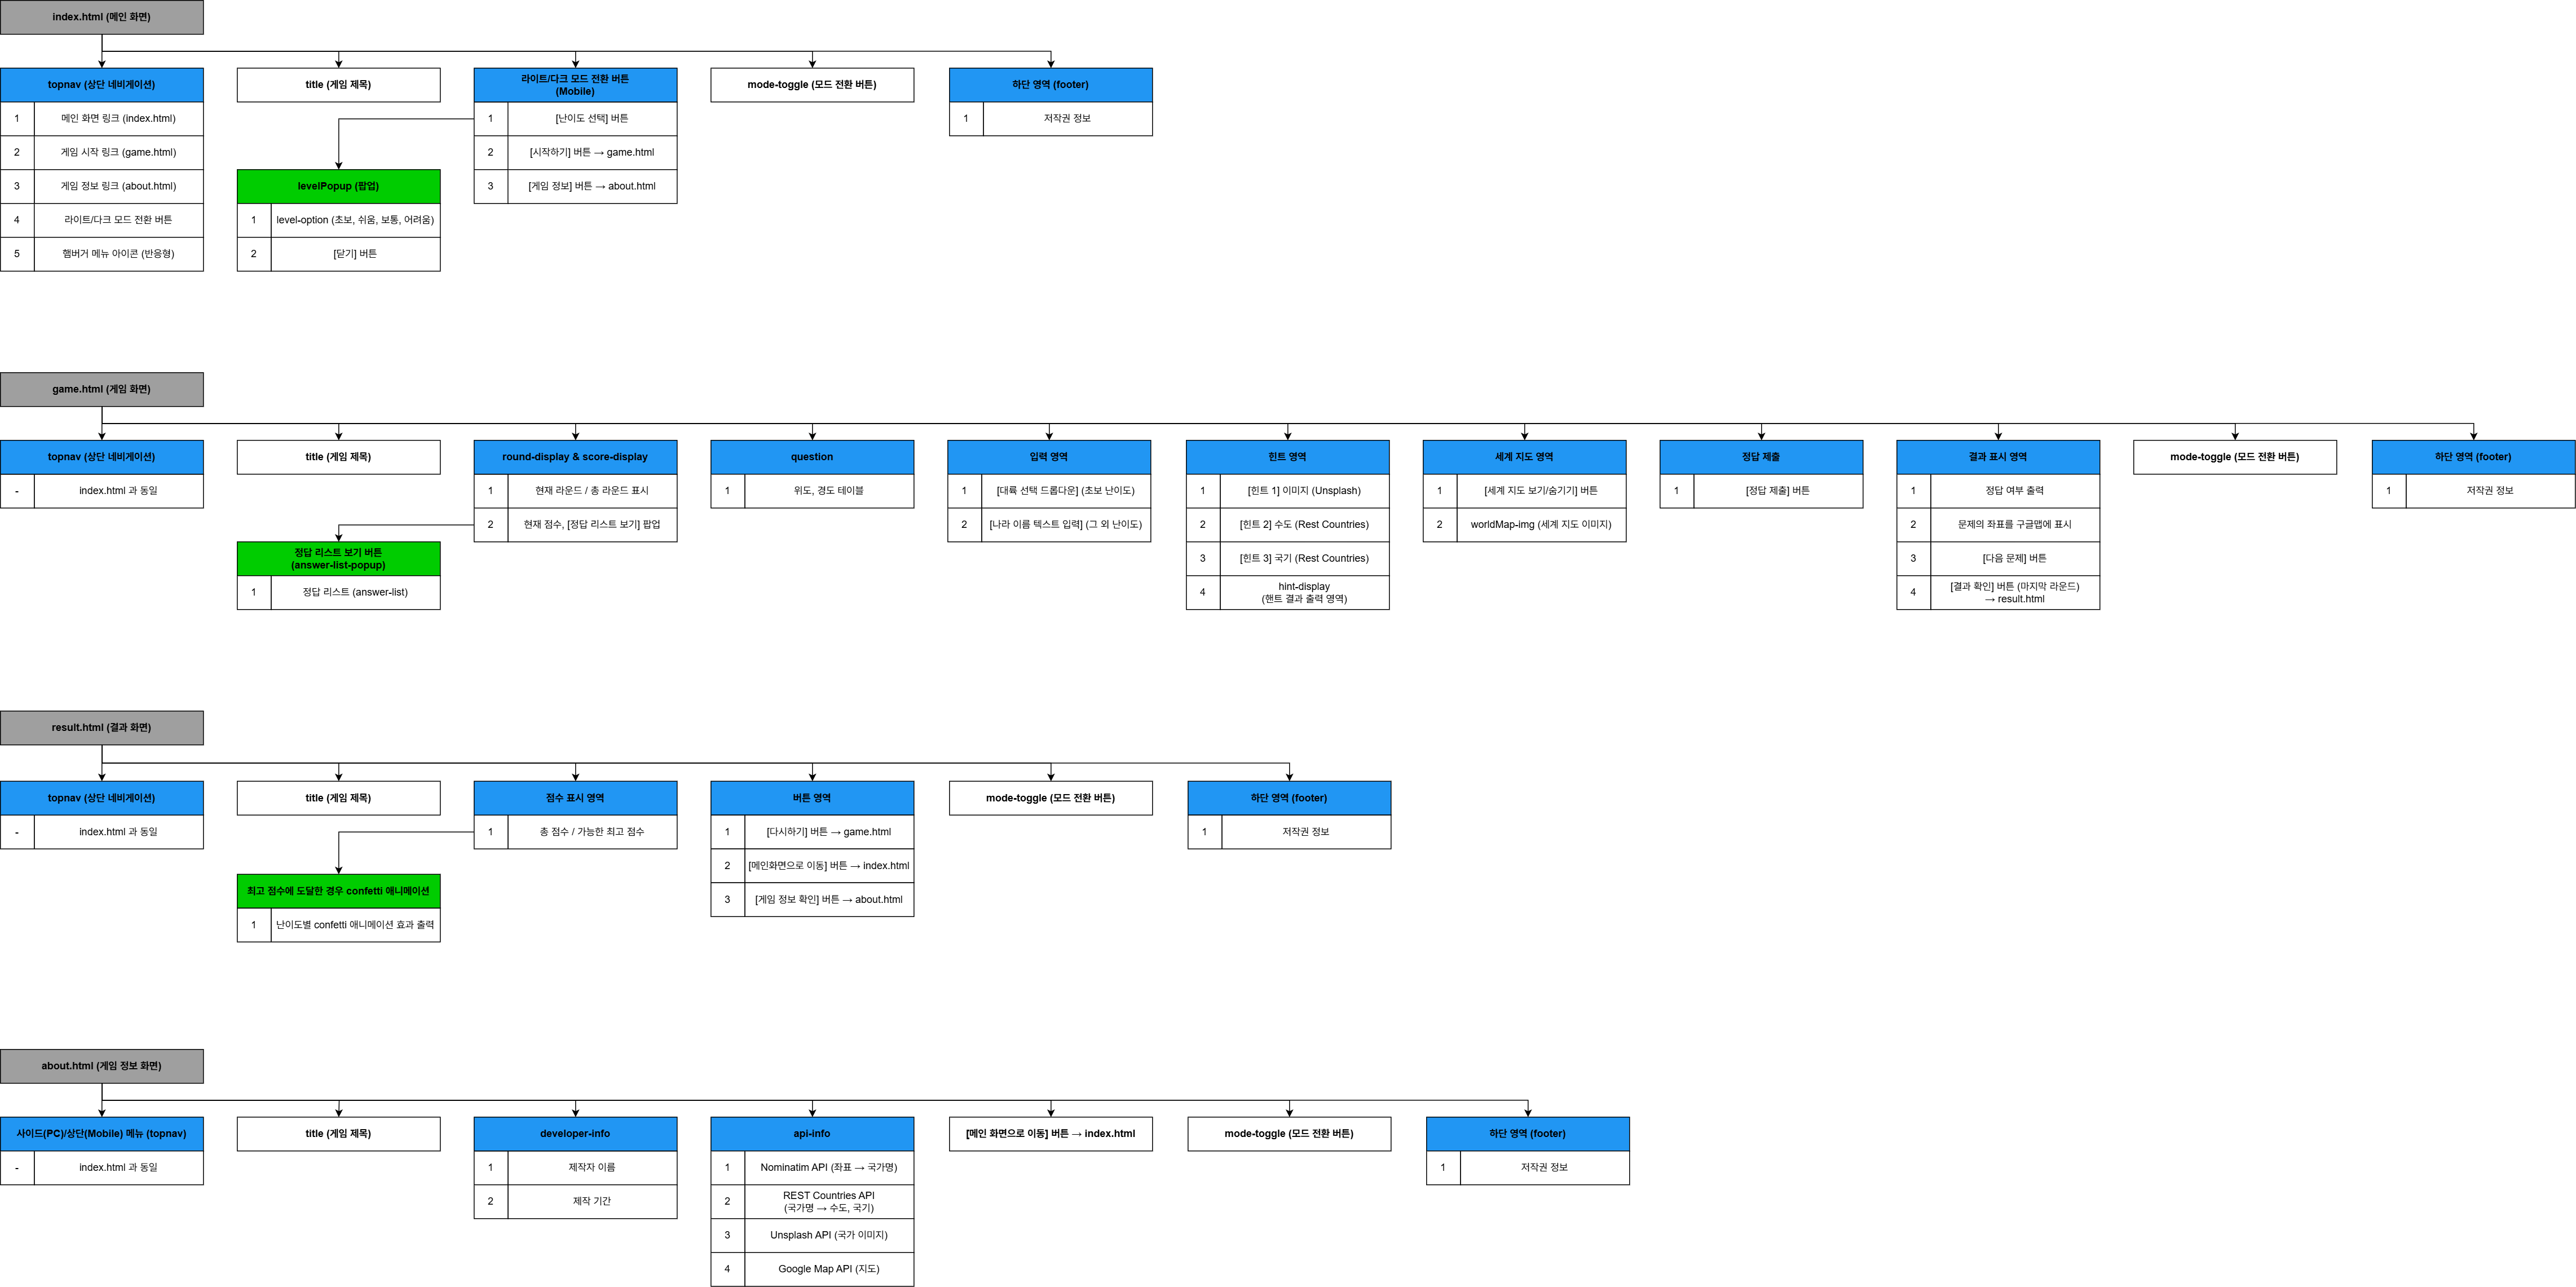 index.html (메인 화면)
topnav (상단 네비게이션)
1 메인 화면 링크 (index.html)
2 게임 시작 링크 (game.html)
3 게임 정보 링크 (about.html)
4 라이트/다크 모드 전환 버튼
5 햄버거 메뉴 아이콘 (반응형)
title (게임 제목)
라이트/다크 모드 전환 버튼
(Mobile)
1 [난이도 선택] 버튼
2 [시작하기] 버튼 → game.html
3 [게임 정보] 버튼 → about.html
levelPopup (팝업)
1 level-option (초보, 쉬움, 보통, 어려움)
2 [닫기] 버튼
mode-toggle (모드 전환 버튼)
하단 영역 (footer)
1 저작권 정보
game.html (게임 화면)
topnav (상단 네비게이션)
- index.html 과 동일
title (게임 제목)
round-display & score-display
1 현재 라운드 / 총 라운드 표시
2 현재 점수, [정답 리스트 보기] 팝업
정답 리스트 보기 버튼
(answer-list-popup)
1 정답 리스트 (answer-list)
question
1 위도, 경도 테이블
입력 영역
1 [대륙 선택 드롭다운] (초보 난이도)
2 [나라 이름 텍스트 입력] (그 외 난이도)
힌트 영역
1 [힌트 1] 이미지 (Unsplash)
2 [힌트 2] 수도 (Rest Countries)
3 [힌트 3] 국기 (Rest Countries)
4 hint-display
(핸트 결과 출력 영역)
세계 지도 영역
1 [세계 지도 보기/숨기기] 버튼
2 worldMap-img (세계 지도 이미지)
정답 제출
1 [정답 제출] 버튼
결과 표시 영역
1 정답 여부 출력
2 문제의 좌표를 구글맵에 표시
3 [다음 문제] 버튼
4 [결과 확인] 버튼 (마지막 라운드)
→ result.html
mode-toggle (모드 전환 버튼)
하단 영역 (footer)
1 저작권 정보
result.html (결과 화면)
topnav (상단 네비게이션)
- index.html 과 동일
title (게임 제목)
점수 표시 영역
1 총 점수 / 가능한 최고 점수
최고 점수에 도달한 경우 confetti 애니메이션
1 난이도별 confetti 애니메이션 효과 출력
버튼 영역
1 [다시하기] 버튼 → game.html
2 [메인화면으로 이동] 버튼 → index.html
3 [게임 정보 확인] 버튼 → about.html
mode-toggle (모드 전환 버튼)
하단 영역 (footer)
1 저작권 정보
about.html (게임 정보 화면)
사이드(PC)/상단(Mobile) 메뉴 (topnav)
- index.html 과 동일
title (게임 제목)
developer-info
1 제작자 이름
2 제작 기간
api-info
1 Nominatim API (좌표 → 국가명)
2 REST Countries API
(국가명 → 수도, 국기)
3 Unsplash API (국가 이미지)
4 Google Map API (지도)
[메인 화면으로 이동] 버튼 → index.html
mode-toggle (모드 전환 버튼)
하단 영역 (footer)
1 저작권 정보